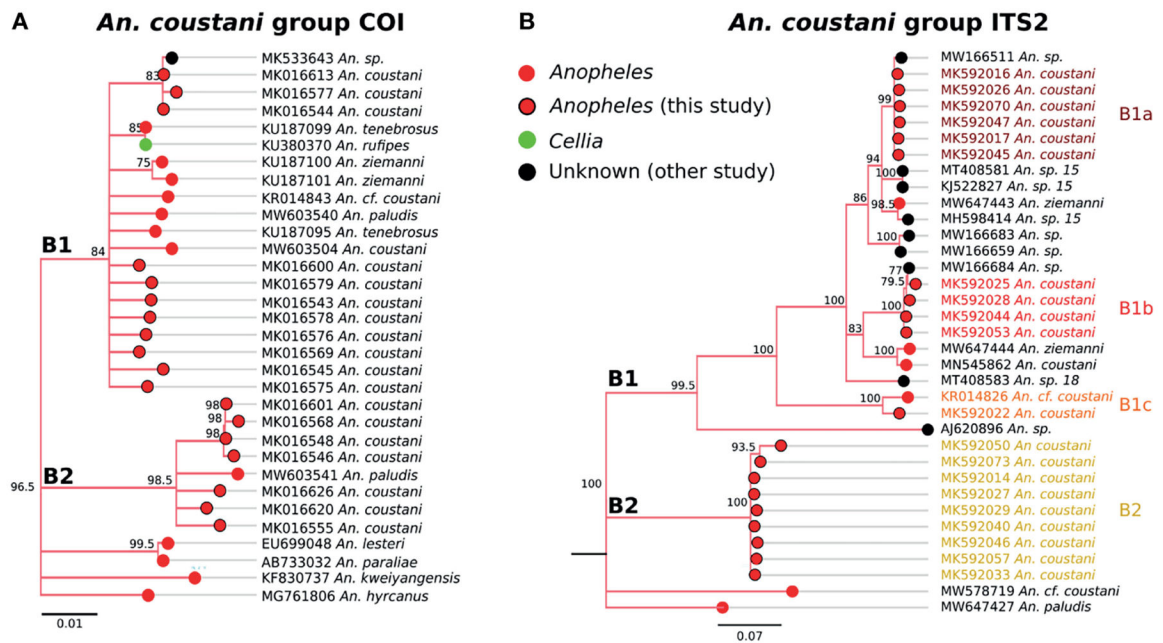 A
An. coustani group COI
MK533643 An. sp.
83
MK016613 An. coustani
MK016577 An. coustani
MK016544 An. coustani
85
KU187099 An. tenebrosus
KU380370 An. rufipes
75
KU187100 An. ziemanni
KU187101 An. ziemanni
KR014843 An. cf. coustani
MW603540 An. paludis
KU187095 An. tenebrosus
B1
84
MW603504 An. coustani
MK016600 An. coustani
MK016579 An. coustani
MK016543 An. coustani
MK016578 An. coustani
MK016576 An. coustani
MK016569 An. coustani
MK016545 An. coustani
MK016575 An. coustani
98
MK016601 An. coustani
98
MK016568 An. coustani
98
MK016548 An. coustani
MK016546 An. coustani
B2
98.5
MW603541 An. paludis
96.5
MK016626 An. coustani
MK016620 An. coustani
MK016555 An. coustani
99.5
EU699048 An. lesteri
AB733032 An. paraliae
KF830737 An. kweiyangensis
MG761806 An. hyrcanus
0.01
B
An. coustani group ITS2
Anopheles
Anopheles (this study)
Cellia
Unknown (other study)
MW166511 An. sp.
MK592016 An. coustani
MK592026 An. coustani
99
MK592070 An. coustani
B1a
MK592047 An. coustani
MK592017 An. coustani
MK592045 An. coustani
94
MT408581 An. sp. 15
100
KJ522827 An. sp. 15
86
98.5
MW647443 An. ziemanni
MH598414 An. sp. 15
100
MW166683 An. sp.
MW166659 An. sp.
77
MW166684 An. sp.
79.5
MK592025 An. coustani
100
100
MK592028 An. coustani
B1b
MK592044 An. coustani
83
MK592053 An. coustani
100
MW647444 An. ziemanni
100
MN545862 An. coustani
B1
99.5
MT408583 An. sp. 18
100
KR014826 An. cf. coustani
B1c
MK592022 An. coustani
AJ620896 An. sp.
93.5
MK592050 An coustani
MK592073 An. coustani
100
MK592014 An. coustani
MK592027 An. coustani
B2
100
MK592029 An. coustani
B2
MK592040 An. coustani
MK592046 An. coustani
MK592057 An. coustani
MK592033 An. coustani
MW578719 An. cf. coustani
MW647427 An. paludis
0.07